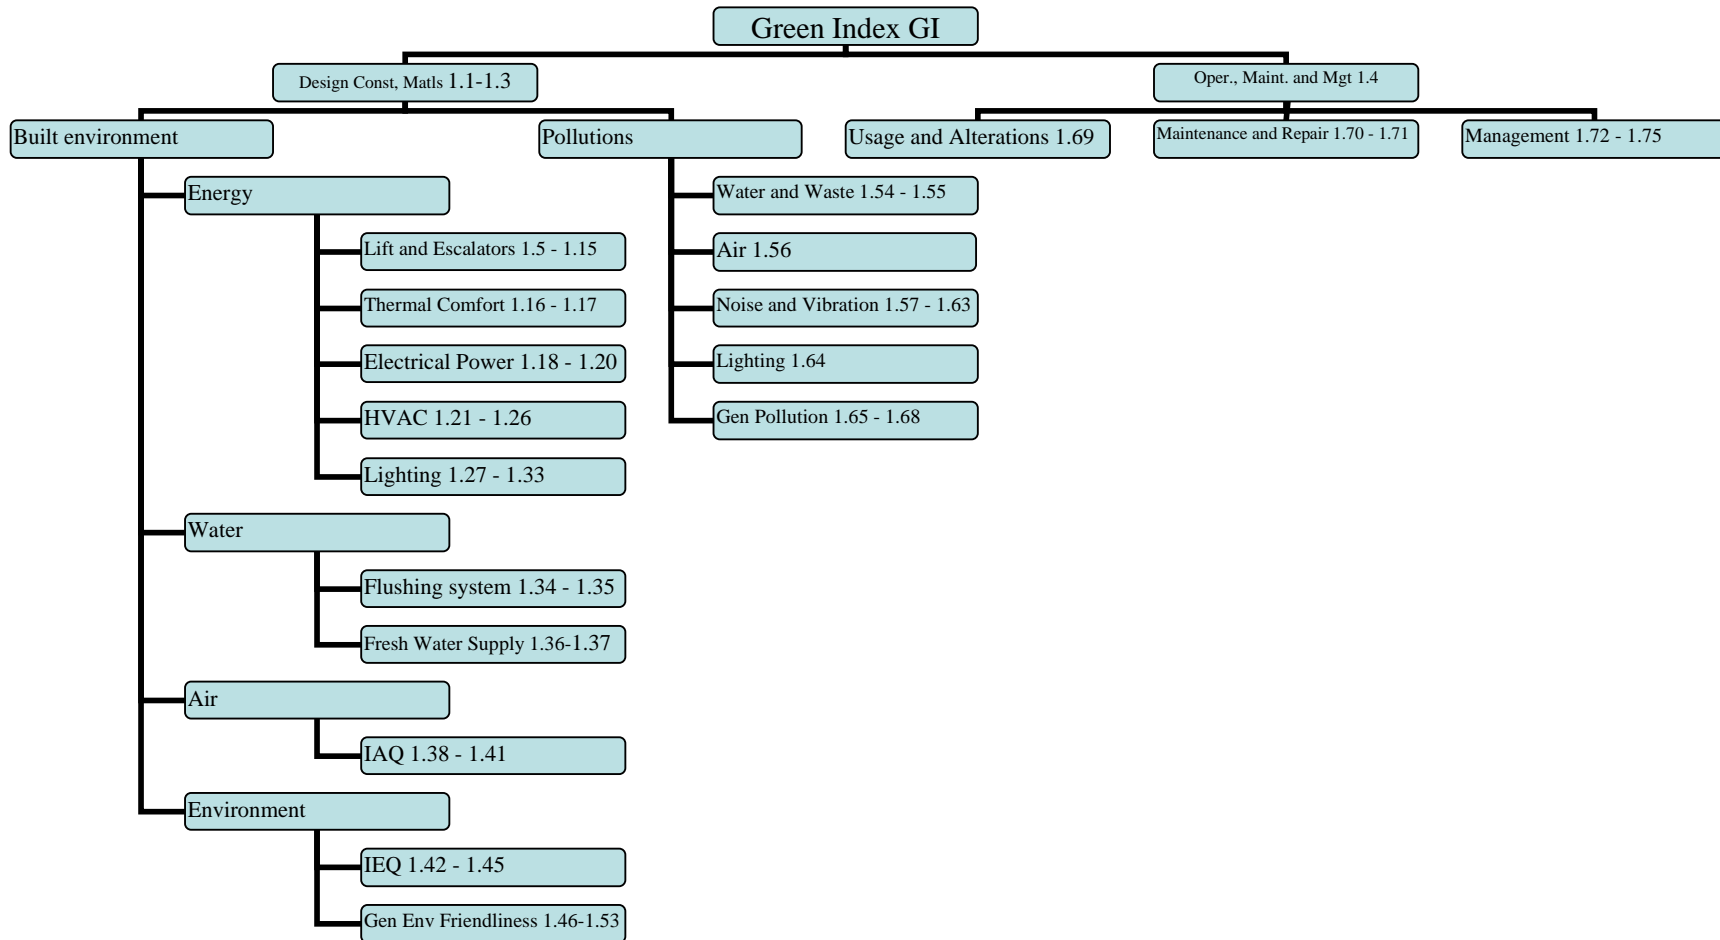 Green Index GI
Design Const, Matls 1.1-1.3
Oper., Maint. and Mgt 1.4
Built environment
Pollutions
Usage and Alterations 1.69
Maintenance and Repair 1.70 - 1.71
Management 1.72 - 1.75
Energy
Lift and Escalators 1.5 - 1.15
Thermal Comfort 1.16 - 1.17
Electrical Power 1.18 - 1.20
HVAC 1.21 - 1.26
Lighting 1.27 - 1.33
Water
Flushing system 1.34 - 1.35
Fresh Water Supply 1.36-1.37
Air
IAQ 1.38 - 1.41
Environment
IEQ 1.42 - 1.45
Gen Env Friendliness 1.46-1.53
Water and Waste 1.54 - 1.55
Air 1.56
Noise and Vibration 1.57 - 1.63
Lighting 1.64
Gen Pollution 1.65 - 1.68